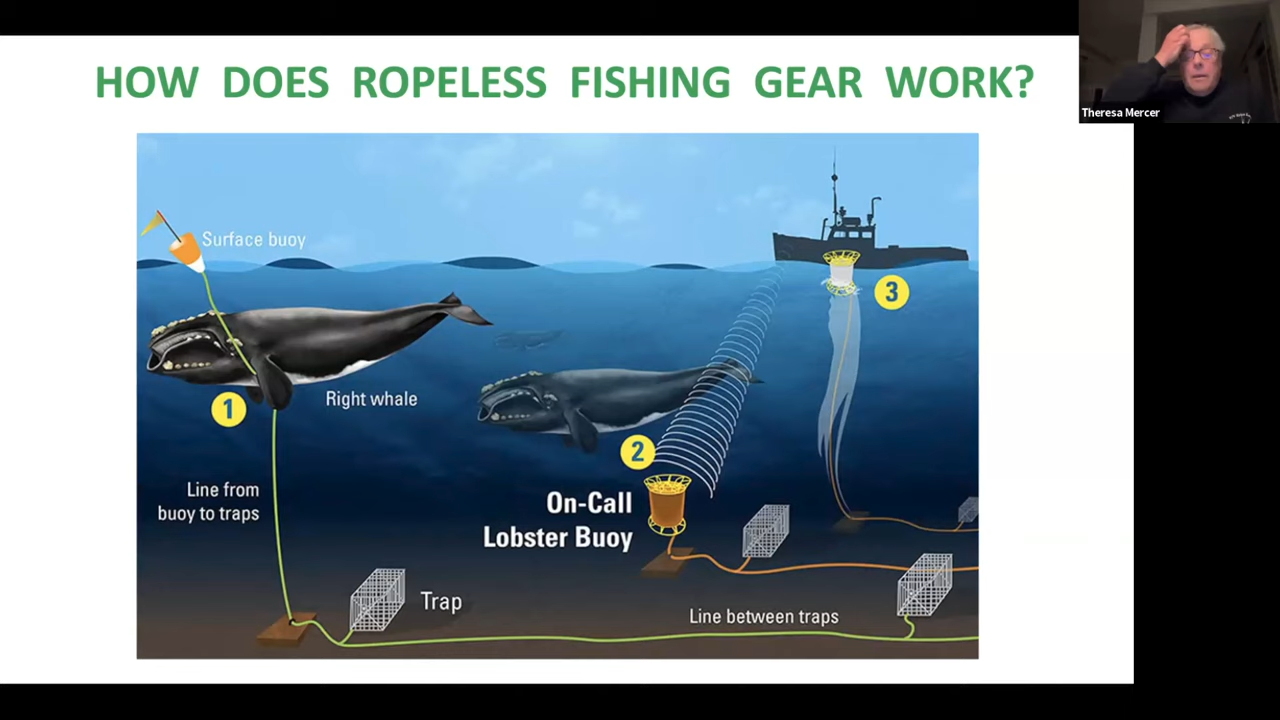 HOW DOES ROPELESS FISHING GEAR WORK?
Theresa Mercer
Surface buoy
3
1
Right whale
2
Line from
buoy to traps
On-Call
Lobster Buoy
Trap
Line between traps